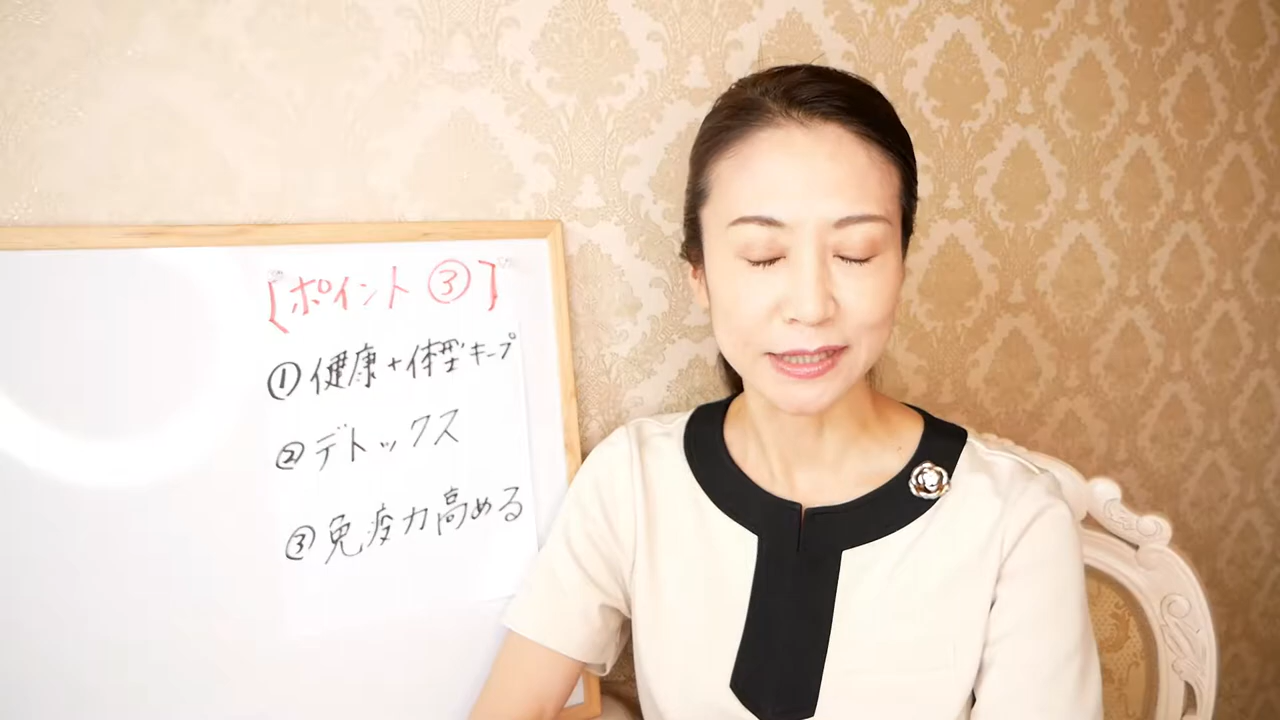 【ポイント③】
①健康+体型キープ
②デトックス
③免疫力高める